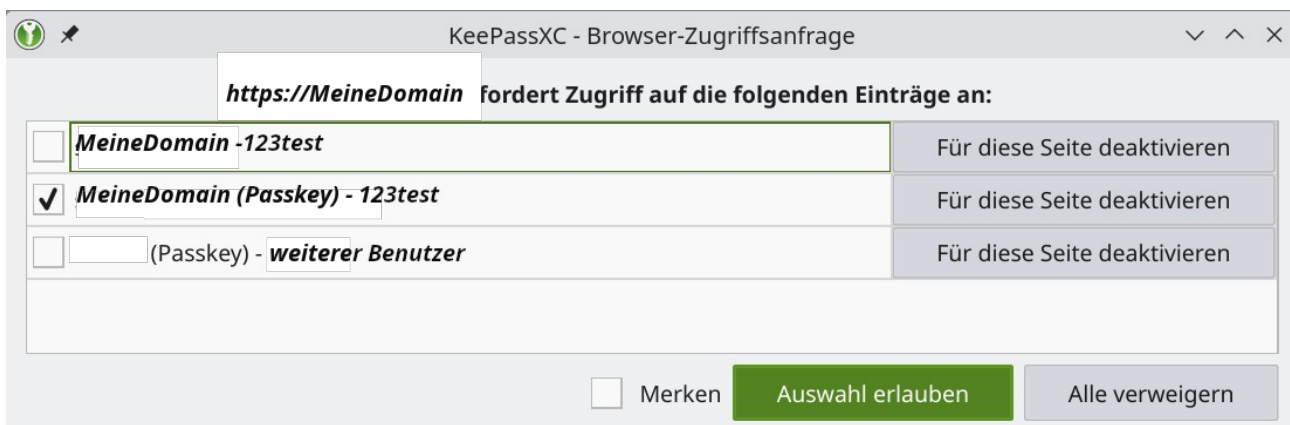 KeePassXC - Browser-Zugriffsanfrage
https://MeineDomain fordert Zugriff auf die folgenden Einträge an:
MeineDomain -123test Für diese Seite deaktivieren
MeineDomain (Passkey) - 123test Für diese Seite deaktivieren
(Passkey) - weiterer Benutzer Für diese Seite deaktivieren
Merken Auswahl erlauben Alle verweigern